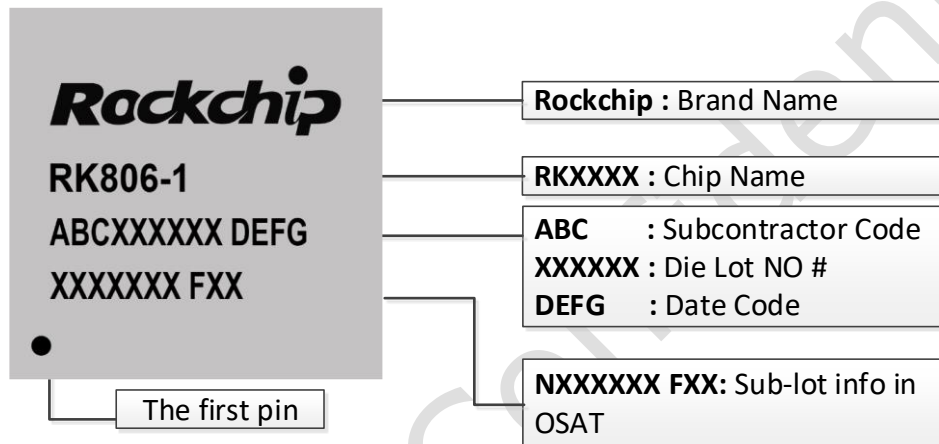 Rockchip
RK806-1
ABCXXXXXX DEFG
XXXXXXX FXX
The first pin
Rockchip : Brand Name
RKXXXX : Chip Name
ABC : Subcontractor Code
XXXXXX : Die Lot NO #
DEFG : Date Code
NXXXXXX FXX: Sub-lot info in
OSAT